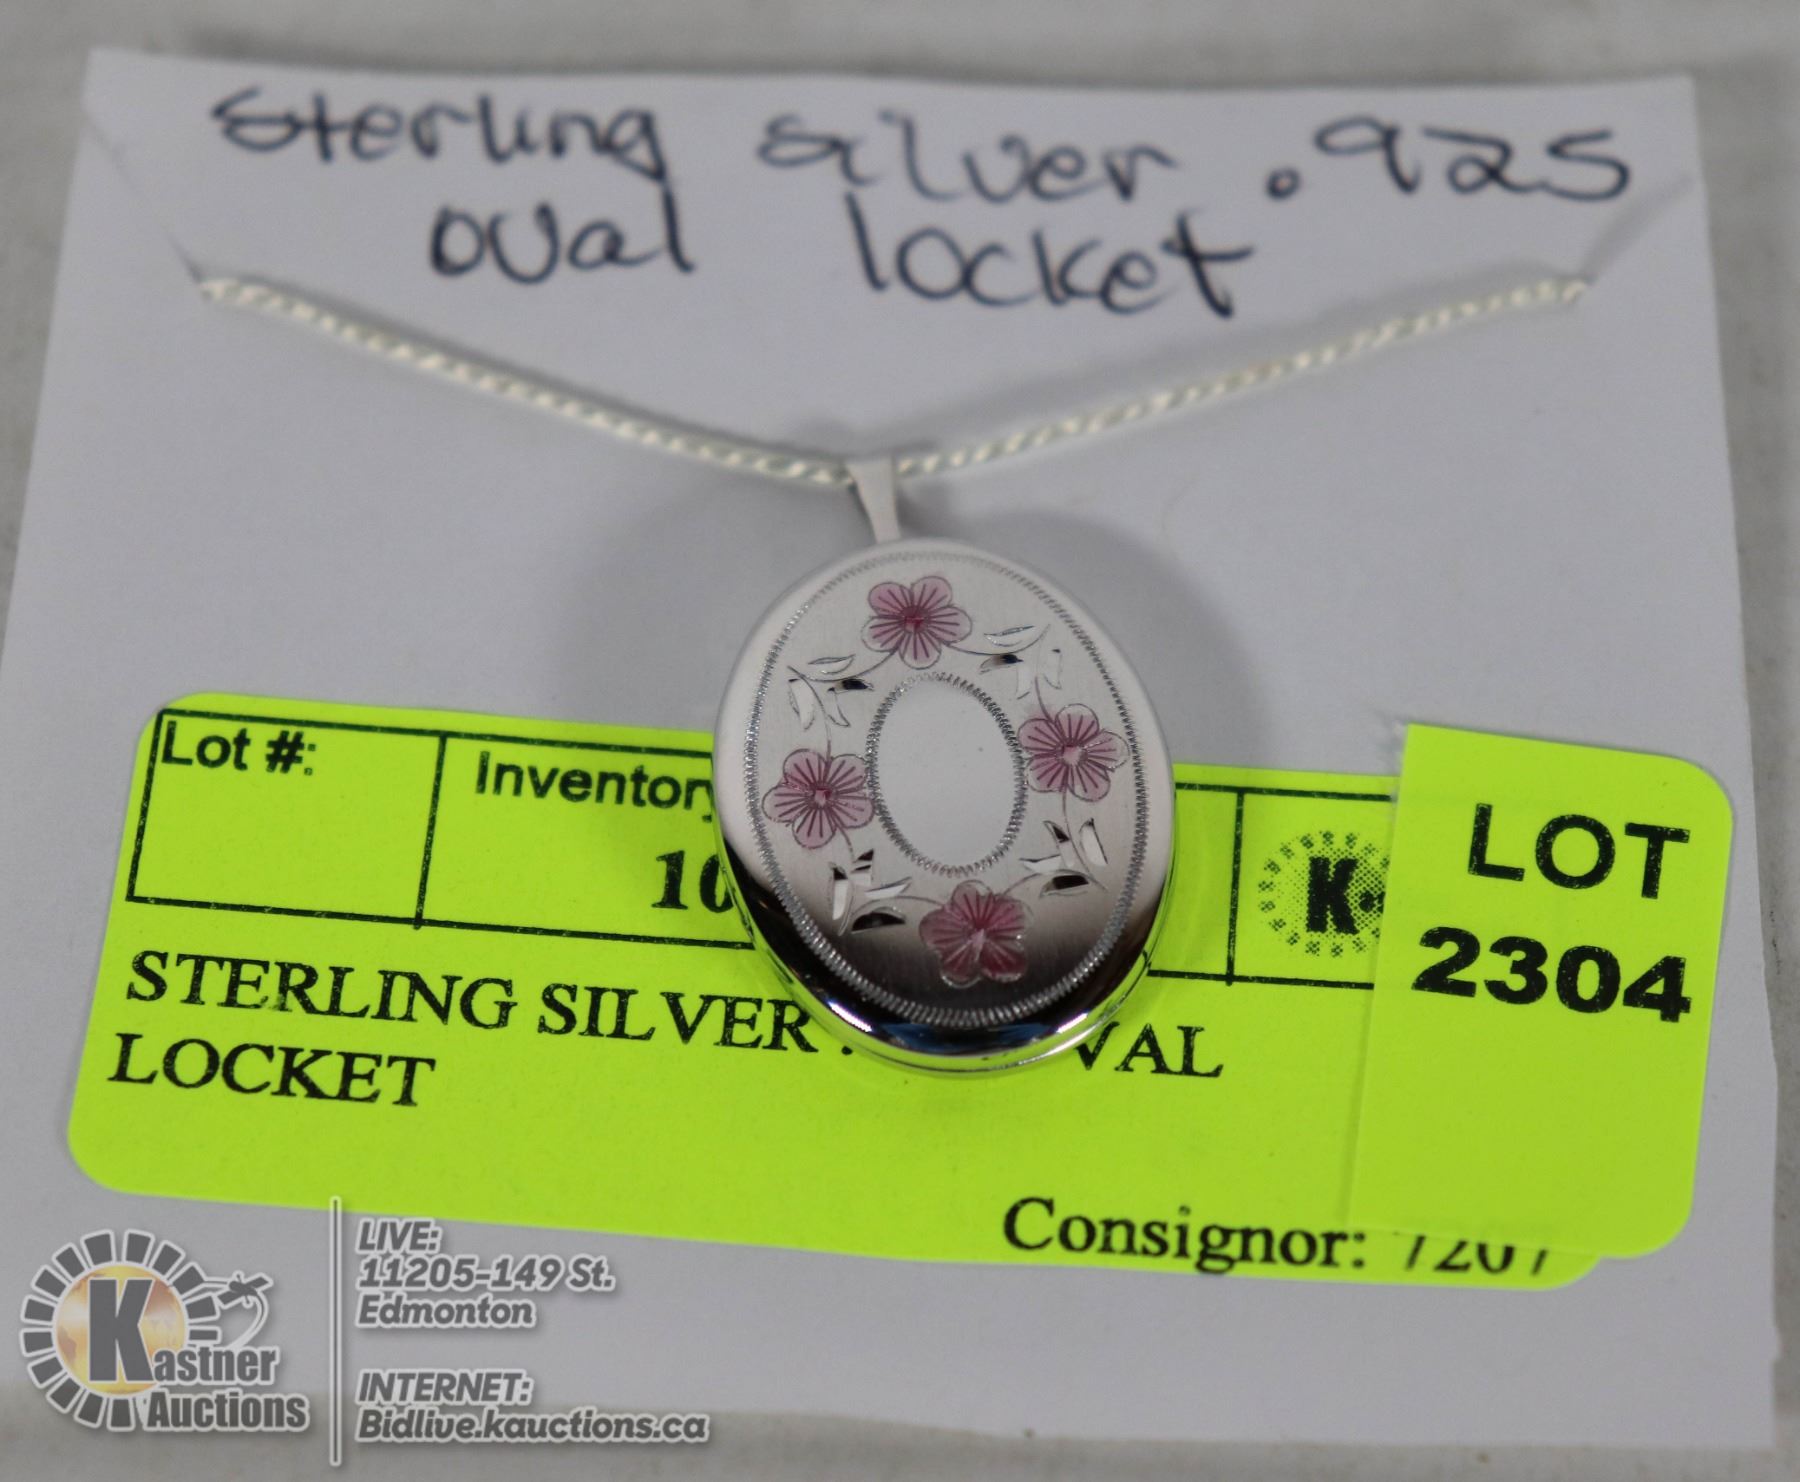 Sterling Silver .925
oval locket
Lot #:
Inventory
10
K
LOT
2304
STERLING SILVER . VAL
LOCKET
Consignor: 7207
Kastner
Auctions
LIVE:
11205-149 St.
Edmonton
INTERNET:
Bidlive.kauctions.ca